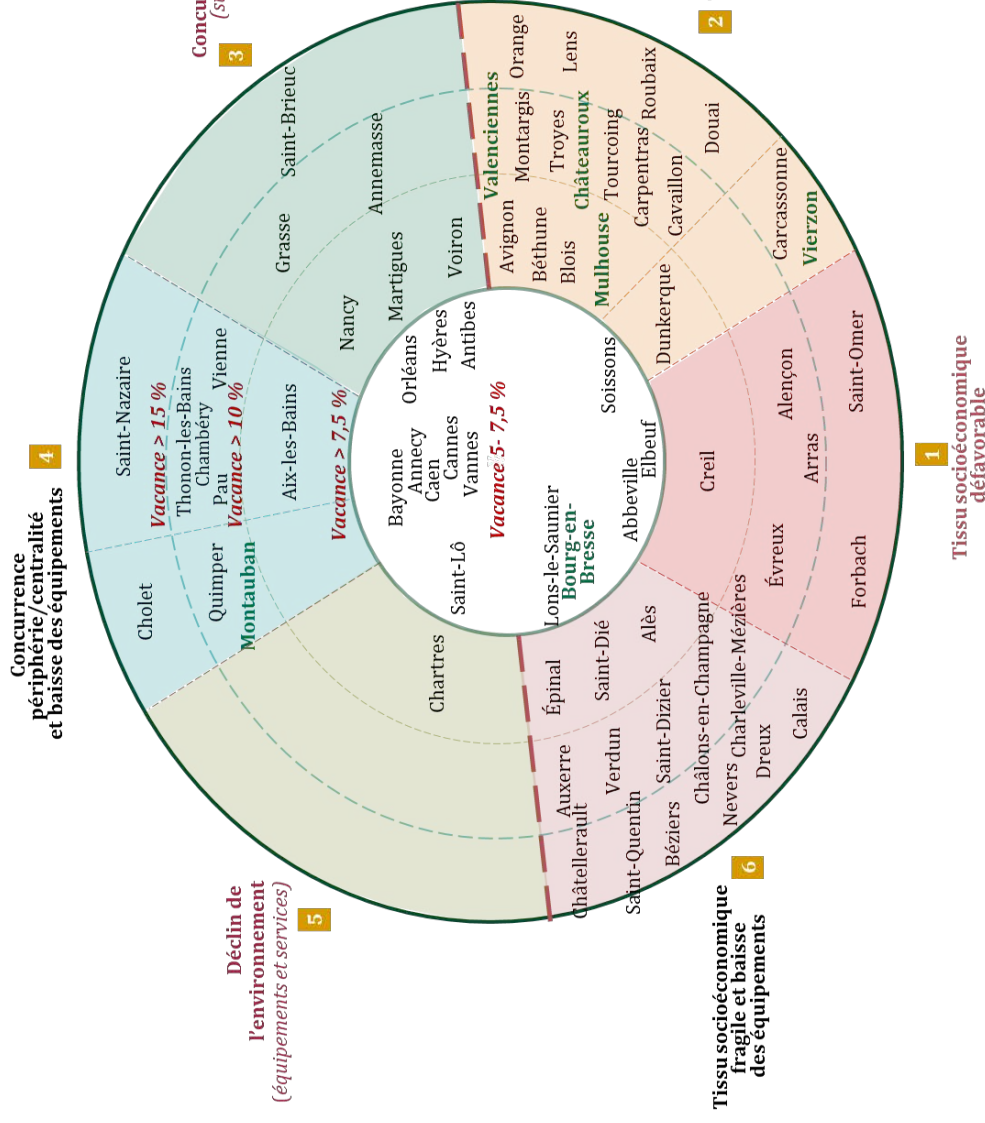 Concu
(s
3
2
Saint-Brieuc
Grasse
Annemasse
Nancy
Martigues
Voiron
Valenciennes
Orange
Montargis
Lens
Troyes
Châteauroux
Tourcoing
Roubaix
Carpentras
Cavaillon
Douai
Avignon
Béthune
Blois
Mulhouse
Dunkerque
Carcassonne
Vierzon
Concurrence
périphérie/centralité
et baisse des équipements
4
Saint-Nazaire
Vacance > 15 %
Thonon-les-Bains
Chambéry
Pau
Vienne
Vacance > 10 %
Aix-les-Bains
Vacance > 7,5 %
Cholet
Quimper
Montauban
Orléans
Hyères
Antibes
Bayonne
Annecy
Caen
Cannes
Vannes
Vacance 5- 7,5 %
Saint-Lô
Lons-le-Saunier
Bourg-en-
Bresse
Soissons
Abbeville
Elbeuf
Creil
Alençon
Arras
Évreux
Saint-Omer
Forbach
1
Tissu socioéconomique
défavorable
Déclin de
l'environnement
(équipements et services)
5
Chartres
Épinal
Saint-Dié
Alès
Auxerre
Verdun
Saint-Dizier
Châlons-en-Champagne
Charleville-Mézières
Châtellerault
Saint-Quentin
Béziers
Nevers
Dreux
Calais
6
Tissu socioéconomique
fragile et baisse
des équipements